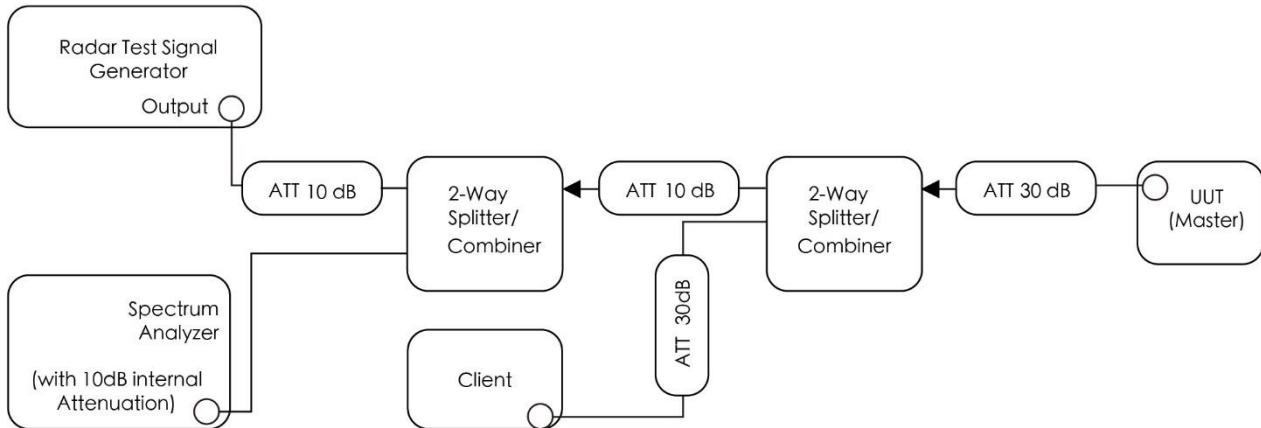 Radar Test Signal
Generator
Output
ATT 10 dB
2-Way
Splitter/
Combiner
ATT 10 dB
2-Way
Splitter/
Combiner
ATT 30 dB
UUT
(Master)
Spectrum
Analyzer
(with 10dB internal
Attenuation)
Client
ATT 30dB